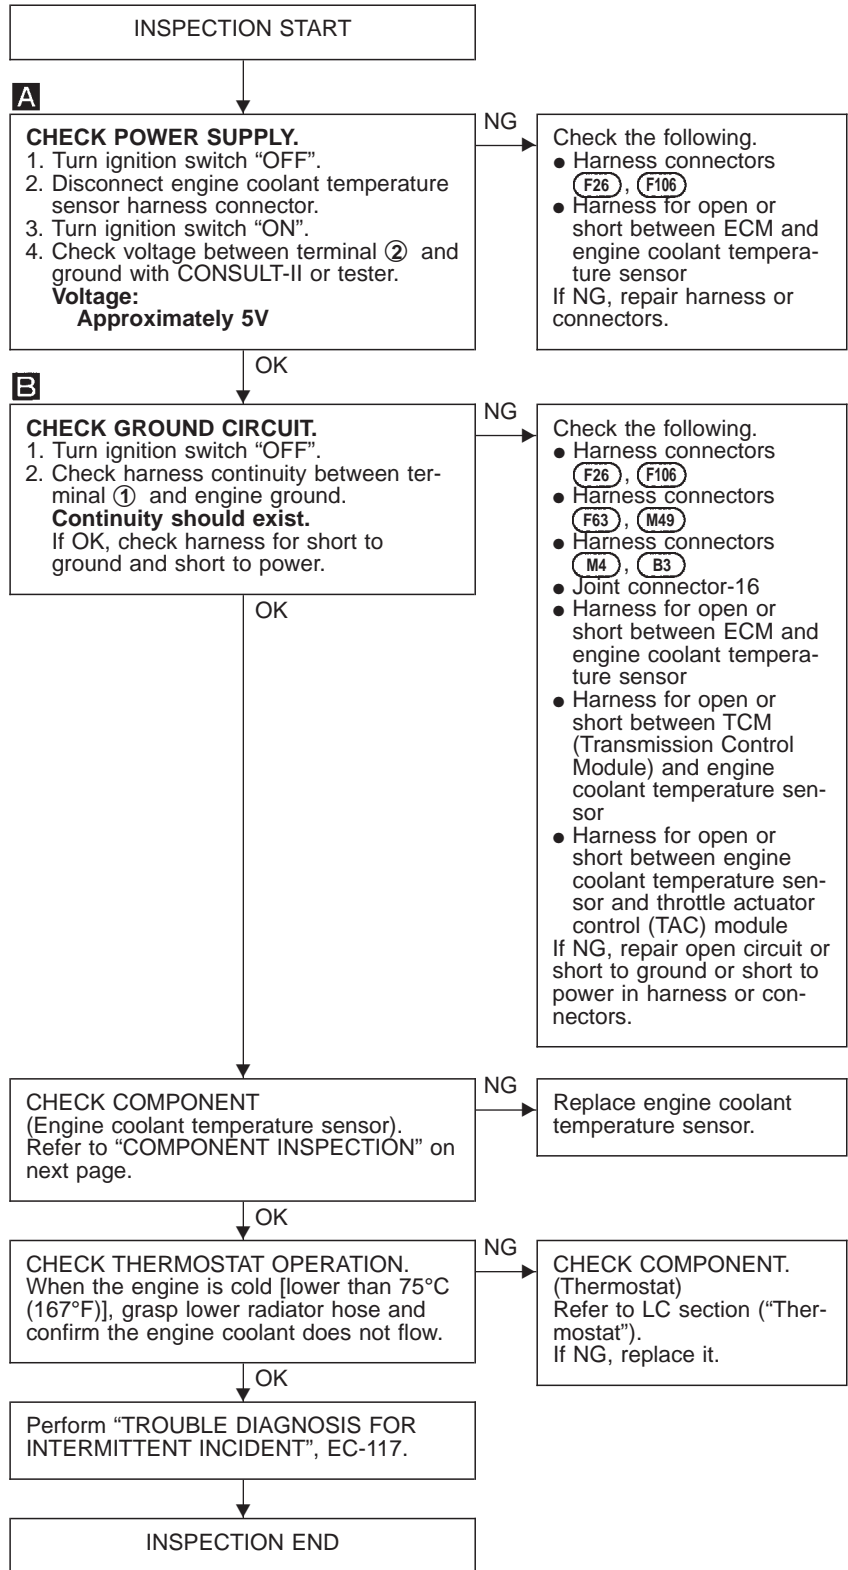 INSPECTION START
A
CHECK POWER SUPPLY.
1. Turn ignition switch “OFF”.
2. Disconnect engine coolant temperature
sensor harness connector.
3. Turn ignition switch “ON”.
4. Check voltage between terminal ② and
ground with CONSULT-II or tester.
Voltage:
Approximately 5V
NG
Check the following.
● Harness connectors
F26, F106
● Harness for open or
short between ECM and
engine coolant tempera-
ture sensor
If NG, repair harness or
connectors.
OK
B
CHECK GROUND CIRCUIT.
1. Turn ignition switch “OFF”.
2. Check harness continuity between ter-
minal ① and engine ground.
Continuity should exist.
If OK, check harness for short to
ground and short to power.
NG
Check the following.
● Harness connectors
F26, F106
● Harness connectors
F63, M49
● Harness connectors
M4, B3
● Joint connector-16
● Harness for open or
short between ECM and
engine coolant tempera-
ture sensor
● Harness for open or
short between TCM
(Transmission Control
Module) and engine
coolant temperature sen-
sor
● Harness for open or
short between engine
coolant temperature sen-
sor and throttle actuator
control (TAC) module
If NG, repair open circuit or
short to ground or short to
power in harness or con-
nectors.
OK
CHECK COMPONENT
(Engine coolant temperature sensor).
Refer to “COMPONENT INSPECTION” on
next page.
NG
Replace engine coolant
temperature sensor.
OK
CHECK THERMOSTAT OPERATION.
When the engine is cold [lower than 75°C
(167°F)], grasp lower radiator hose and
confirm the engine coolant does not flow.
NG
CHECK COMPONENT.
(Thermostat)
Refer to LC section (“Ther-
mostat”).
If NG, replace it.
OK
Perform “TROUBLE DIAGNOSIS FOR
INTERMITTENT INCIDENT”, EC-117.
INSPECTION END